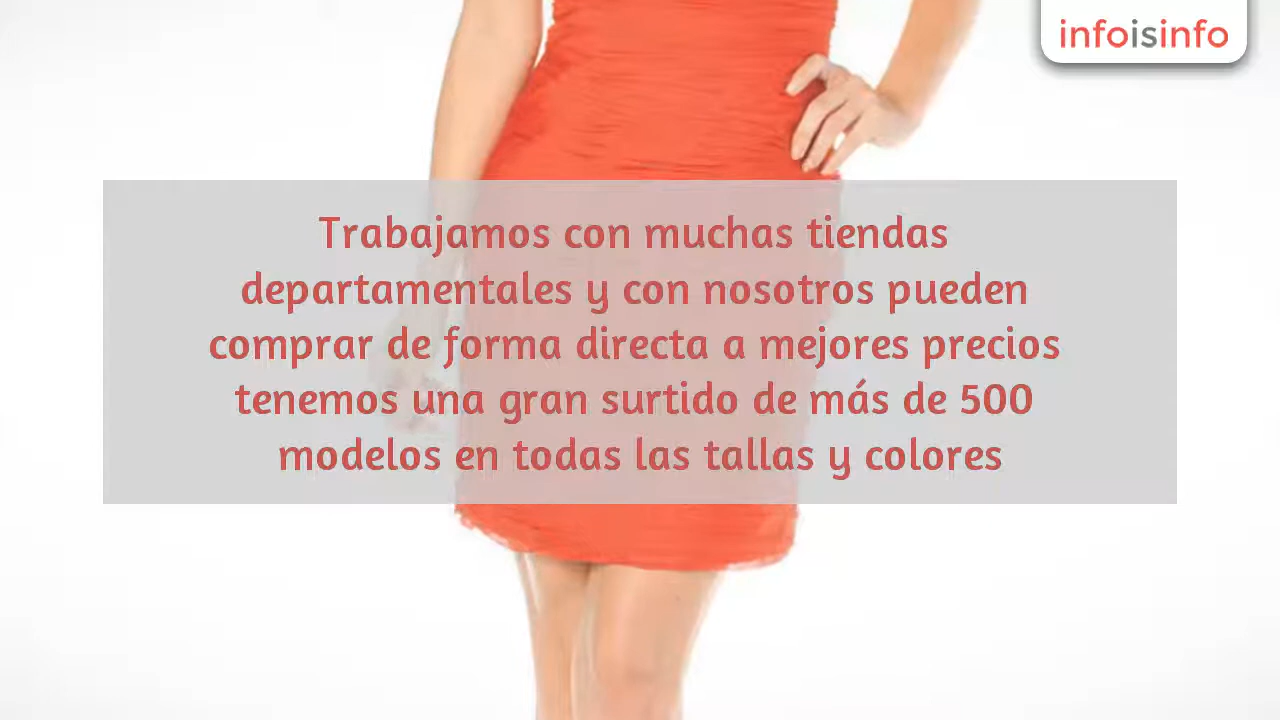 infoisinfo
Trabajamos con muchas tiendas
departamentales y con nosotros pueden
comprar de forma directa a mejores precios
tenemos una gran surtido de más de 500
modelos en todas las tallas y colores